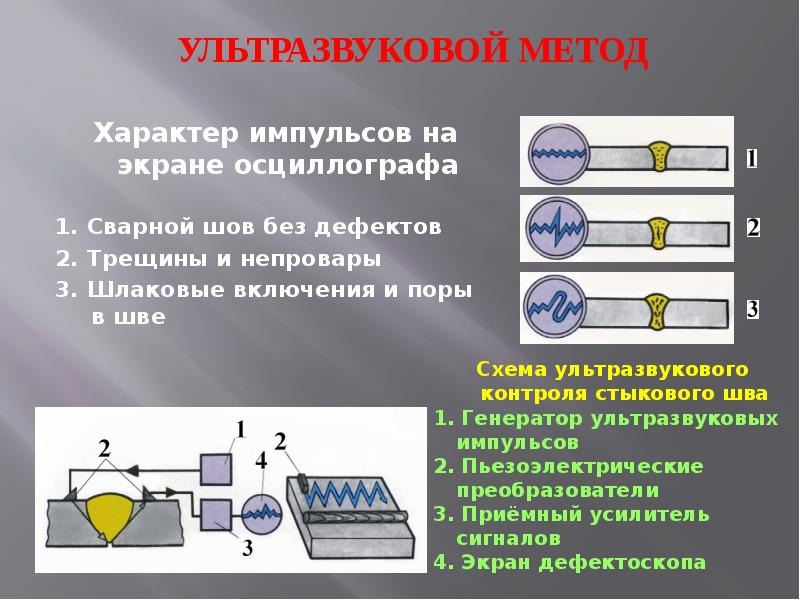 УЛЬТРАЗВУКОВОЙ МЕТОД
Характер импульсов на
экране осциллографа
1. Сварной шов без дефектов
2. Трещины и непровары
3. Шлаковые включения и поры
в шве
1
2
3
Схема ультразвукового
контроля стыкового шва
1. Генератор ультразвуковых
импульсов
2. Пьезоэлектрические
преобразователи
3. Приёмный усилитель
сигналов
4. Экран дефектоскопа
2
1
4
2
3